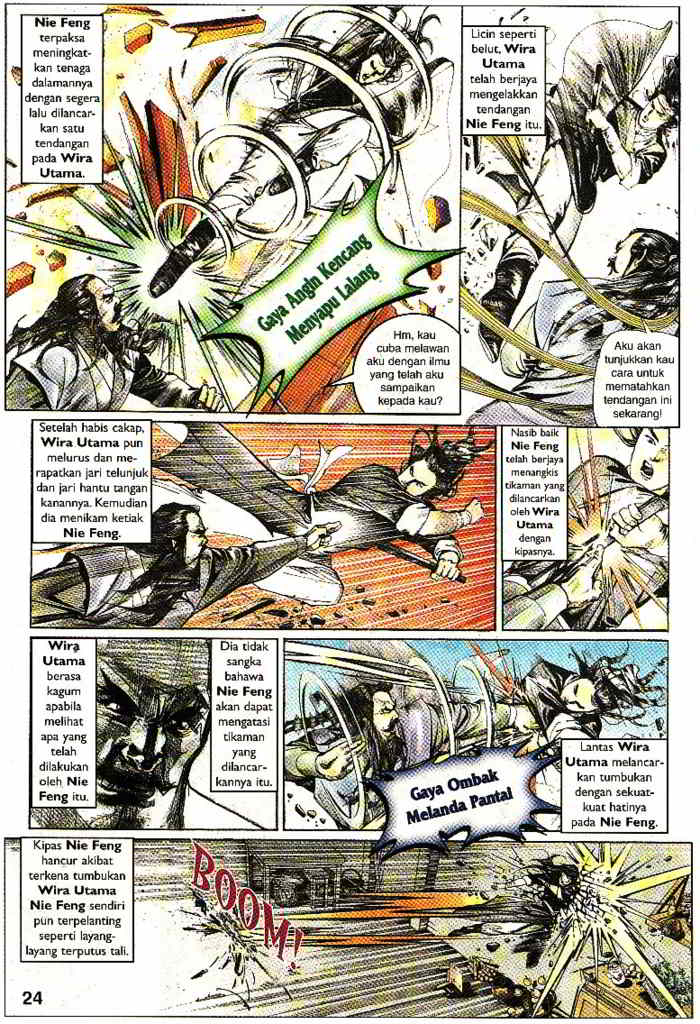 Nie Feng
terpaksa
meningkat-
kan tenaga
dalamannya
dengan segera
lalu dilancar-
kan satu
tendangan
pada Wira
Utama.
Gaya Angin Kencang
Menyapu Lalang
Hm, kau
cuba melawan
aku dengan ilmu
yang telah aku
sampaikan
kepada kau?
Licin seperti
belut, Wira
Utama
telah berjaya
mengelakkan
tendangan
Nie Feng itu.
Aku akan
tunjukkan kau
cara untuk
mematahkan
tendangan ini
sekarang!
Setelah habis cakap,
Wira Utama pun
melurus dan me-
rapatkan jari telunjuk
dan jari hantu tangan
kanannya. Kemudian
dia menikam ketiak
Nie Feng.
Nasib baik
Nie Feng
telah berjaya
menangkis
tikaman yang
dilancarkan
oleh Wira
Utama
dengan
kipasnya.
Wira
Utama
berasa
kagum
apabila
melihat
apa yang
telah
dilakukan
oleh Nie
Feng itu.
Dia tidak
sangka
bahawa
Nie Feng
akan dapat
mengatasi
tikaman
yang
dilancar-
kannya itu.
Gaya Ombak
Melanda Pantai
Lantas Wira
Utama melancar-
kan tumbukan
dengan sekuat-
kuat hatinya
pada Nie Feng.
Kipas Nie Feng
hancur akibat
terkena tumbukan
Wira Utama
Nie Feng sendiri
pun terpelanting
seperti layang-
layang terputus tali.
BOOM!
24